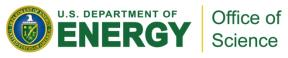 U.S. DEPARTMENT OF
ENERGY
Office of
Science